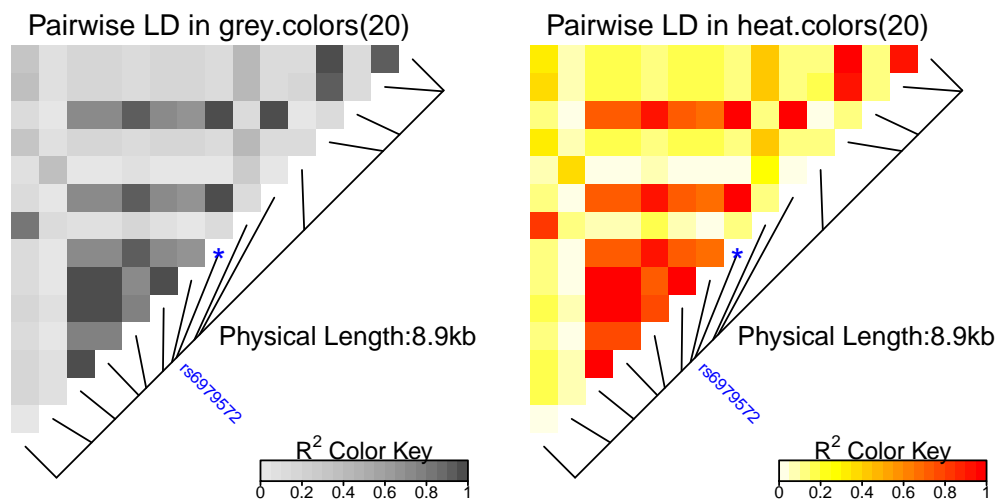 Pairwise LD in grey.colors(20)
*
Physical Length:8.9kb
rs6979572
R² Color Key
0 0.2 0.4 0.6 0.8 1
Pairwise LD in heat.colors(20)
*
Physical Length:8.9kb
rs6979572
R² Color Key
0 0.2 0.4 0.6 0.8 1